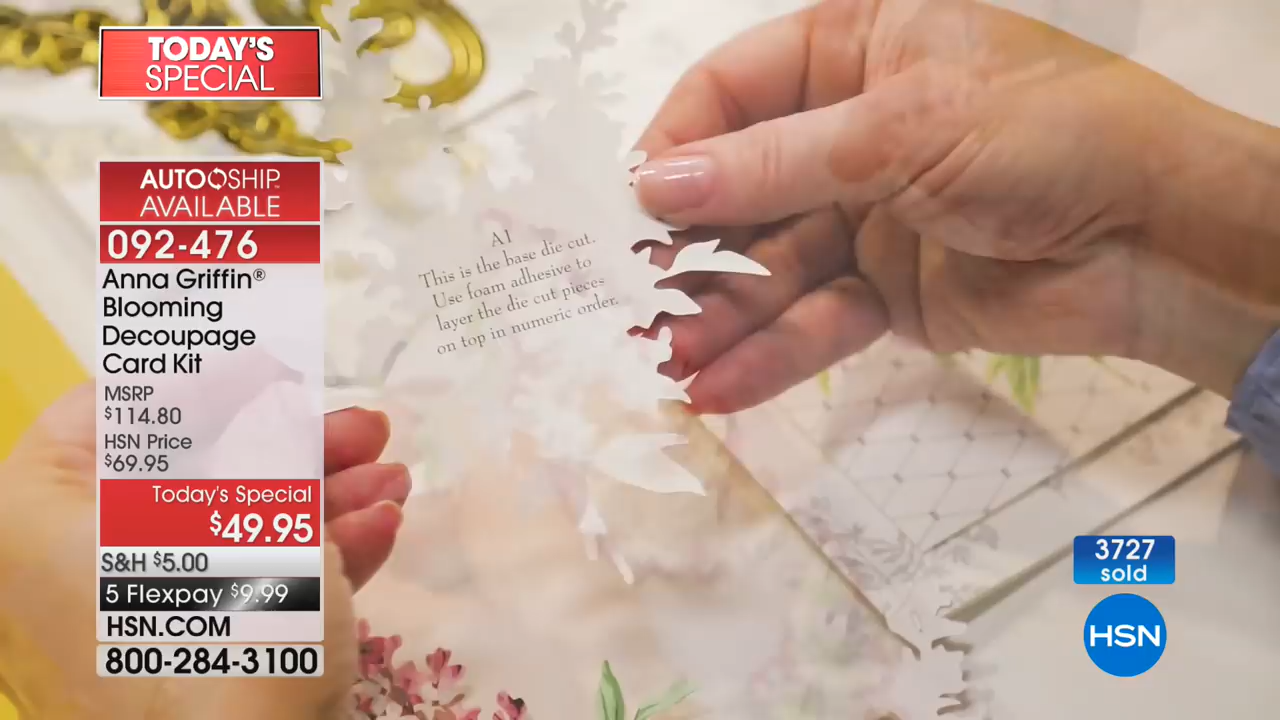 TODAY'S
SPECIAL
AUTOSHIP™
AVAILABLE
092-476
Anna Griffin®
Blooming
Decoupage
Card Kit
MSRP
$114.80
HSN Price
$69.95
Today's Special
$49.95
S&H $5.00
5 Flexpay $9.99
HSN.COM
800-284-3100
A1
This is the base die cut.
Use foam adhesive to
layer the die cut pieces
on top in numeric order.
3727
sold
HSN